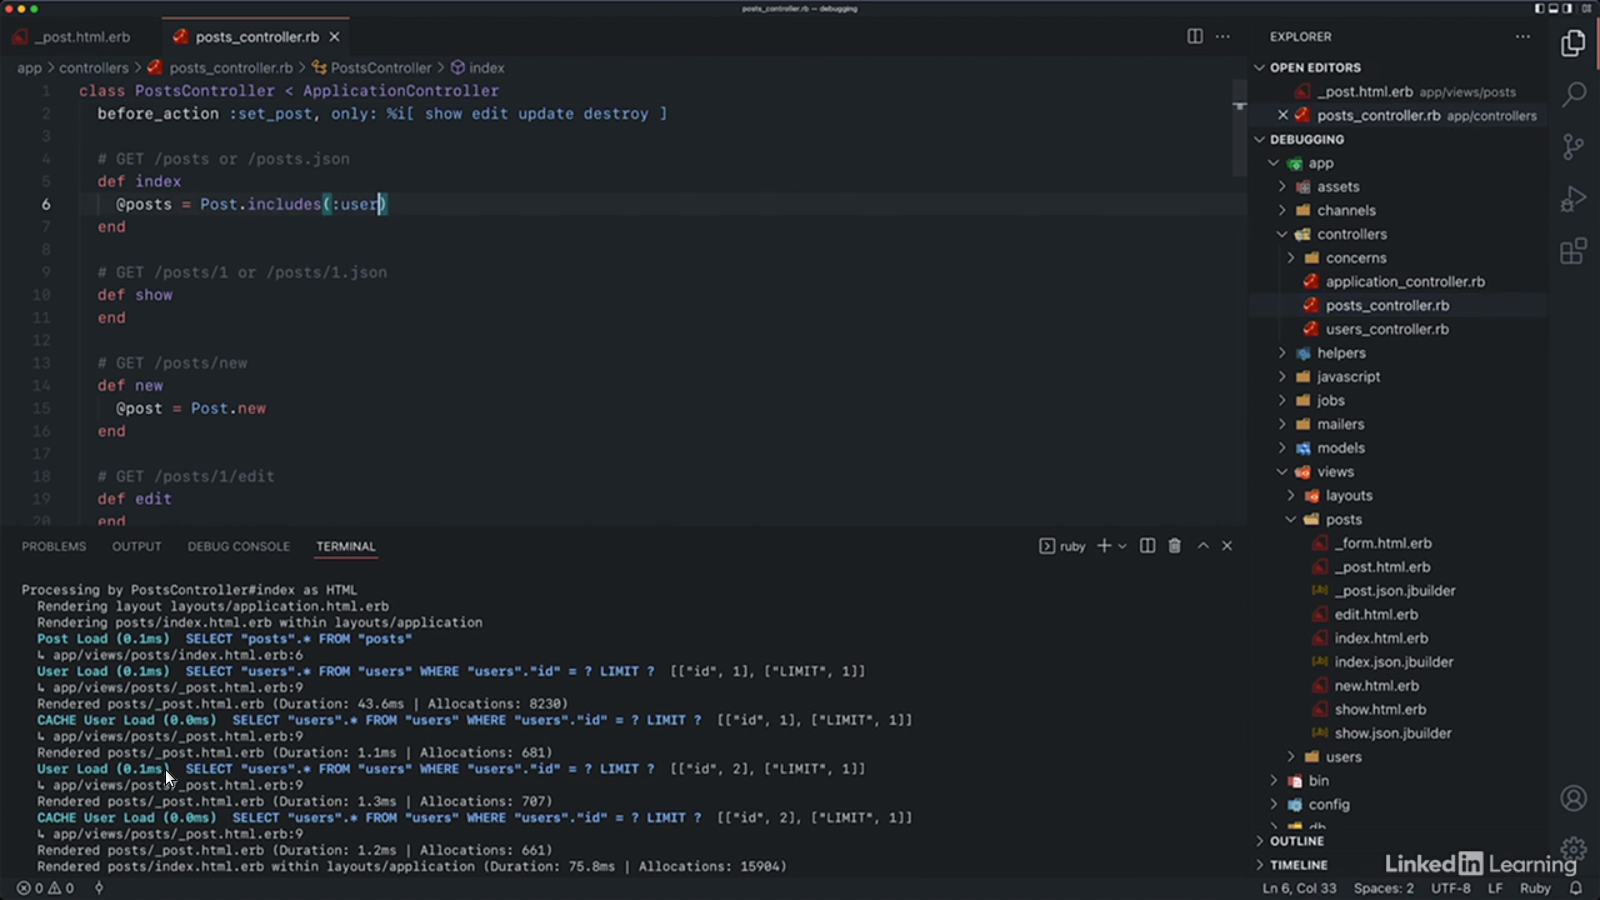 posts_controller.rb — debugging
_post.html.erb
posts_controller.rb
app > controllers > posts_controller.rb > PostsController > index
1 class PostsController < ApplicationController
2 before_action :set_post, only: %i[ show edit update destroy ]
3
4 # GET /posts or /posts.json
5 def index
6 @posts = Post.includes(:user)
7 end
8
9 # GET /posts/1 or /posts/1.json
10 def show
11 end
12
13 # GET /posts/new
14 def new
15 @post = Post.new
16 end
17
18 # GET /posts/1/edit
19 def edit
20 end
PROBLEMS OUTPUT DEBUG CONSOLE TERMINAL
ruby
Processing by PostsController#index as HTML
Rendering layout layouts/application.html.erb
Rendering posts/index.html.erb within layouts/application
Post Load (0.1ms) SELECT "posts".* FROM "posts"
↳ app/views/posts/index.html.erb:6
User Load (0.1ms) SELECT "users".* FROM "users" WHERE "users"."id" = ? LIMIT ? [["id", 1], ["LIMIT", 1]]
↳ app/views/posts/_post.html.erb:9
Rendered posts/_post.html.erb (Duration: 43.6ms | Allocations: 8230)
CACHE User Load (0.0ms) SELECT "users".* FROM "users" WHERE "users"."id" = ? LIMIT ? [["id", 1], ["LIMIT", 1]]
↳ app/views/posts/_post.html.erb:9
Rendered posts/_post.html.erb (Duration: 1.1ms | Allocations: 681)
User Load (0.1ms) SELECT "users".* FROM "users" WHERE "users"."id" = ? LIMIT ? [["id", 2], ["LIMIT", 1]]
↳ app/views/posts/_post.html.erb:9
Rendered posts/_post.html.erb (Duration: 1.3ms | Allocations: 707)
CACHE User Load (0.0ms) SELECT "users".* FROM "users" WHERE "users"."id" = ? LIMIT ? [["id", 2], ["LIMIT", 1]]
↳ app/views/posts/_post.html.erb:9
Rendered posts/_post.html.erb (Duration: 1.2ms | Allocations: 661)
Rendered posts/index.html.erb within layouts/application (Duration: 75.8ms | Allocations: 15904)
EXPLORER
OPEN EDITORS
_post.html.erb app/views/posts
posts_controller.rb app/controllers
DEBUGGING
app
assets
channels
controllers
concerns
application_controller.rb
posts_controller.rb
users_controller.rb
helpers
javascript
jobs
mailers
models
views
layouts
posts
_form.html.erb
_post.html.erb
_post.json.jbuilder
edit.html.erb
index.html.erb
index.json.jbuilder
new.html.erb
show.html.erb
show.json.jbuilder
users
bin
config
db
OUTLINE
TIMELINE
LinkedIn Learning
0 0
Ln 6, Col 33 Spaces: 2 UTF-8 LF Ruby